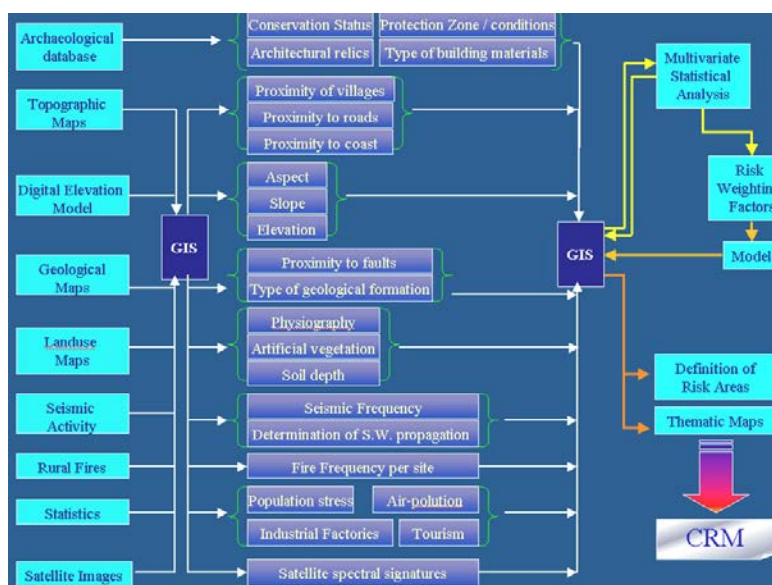 Archaeological
database
Conservation Status
Protection Zone / conditions
Architectural relics
Type of building materials
Topographic
Maps
Proximity of villages
Proximity to roads
Proximity to coast
Digital Elevation
Model
Aspect
Slope
Elevation
GIS
Geological
Maps
Proximity to faults
Type of geological formation
Landuse
Maps
Physiography
Artificial vegetation
Soil depth
Seismic
Activity
Seismic Frequency
Determination of S.W. propagation
Rural Fires
Fire Frequency per site
Statistics
Population stress
Air-polution
Industrial Factories
Tourism
Satellite Images
Satellite spectral signatures
GIS
Multivariate
Statistical
Analysis
Risk
Weighting
Factors
Model
Definition of
Risk Areas
Thematic Maps
CRM